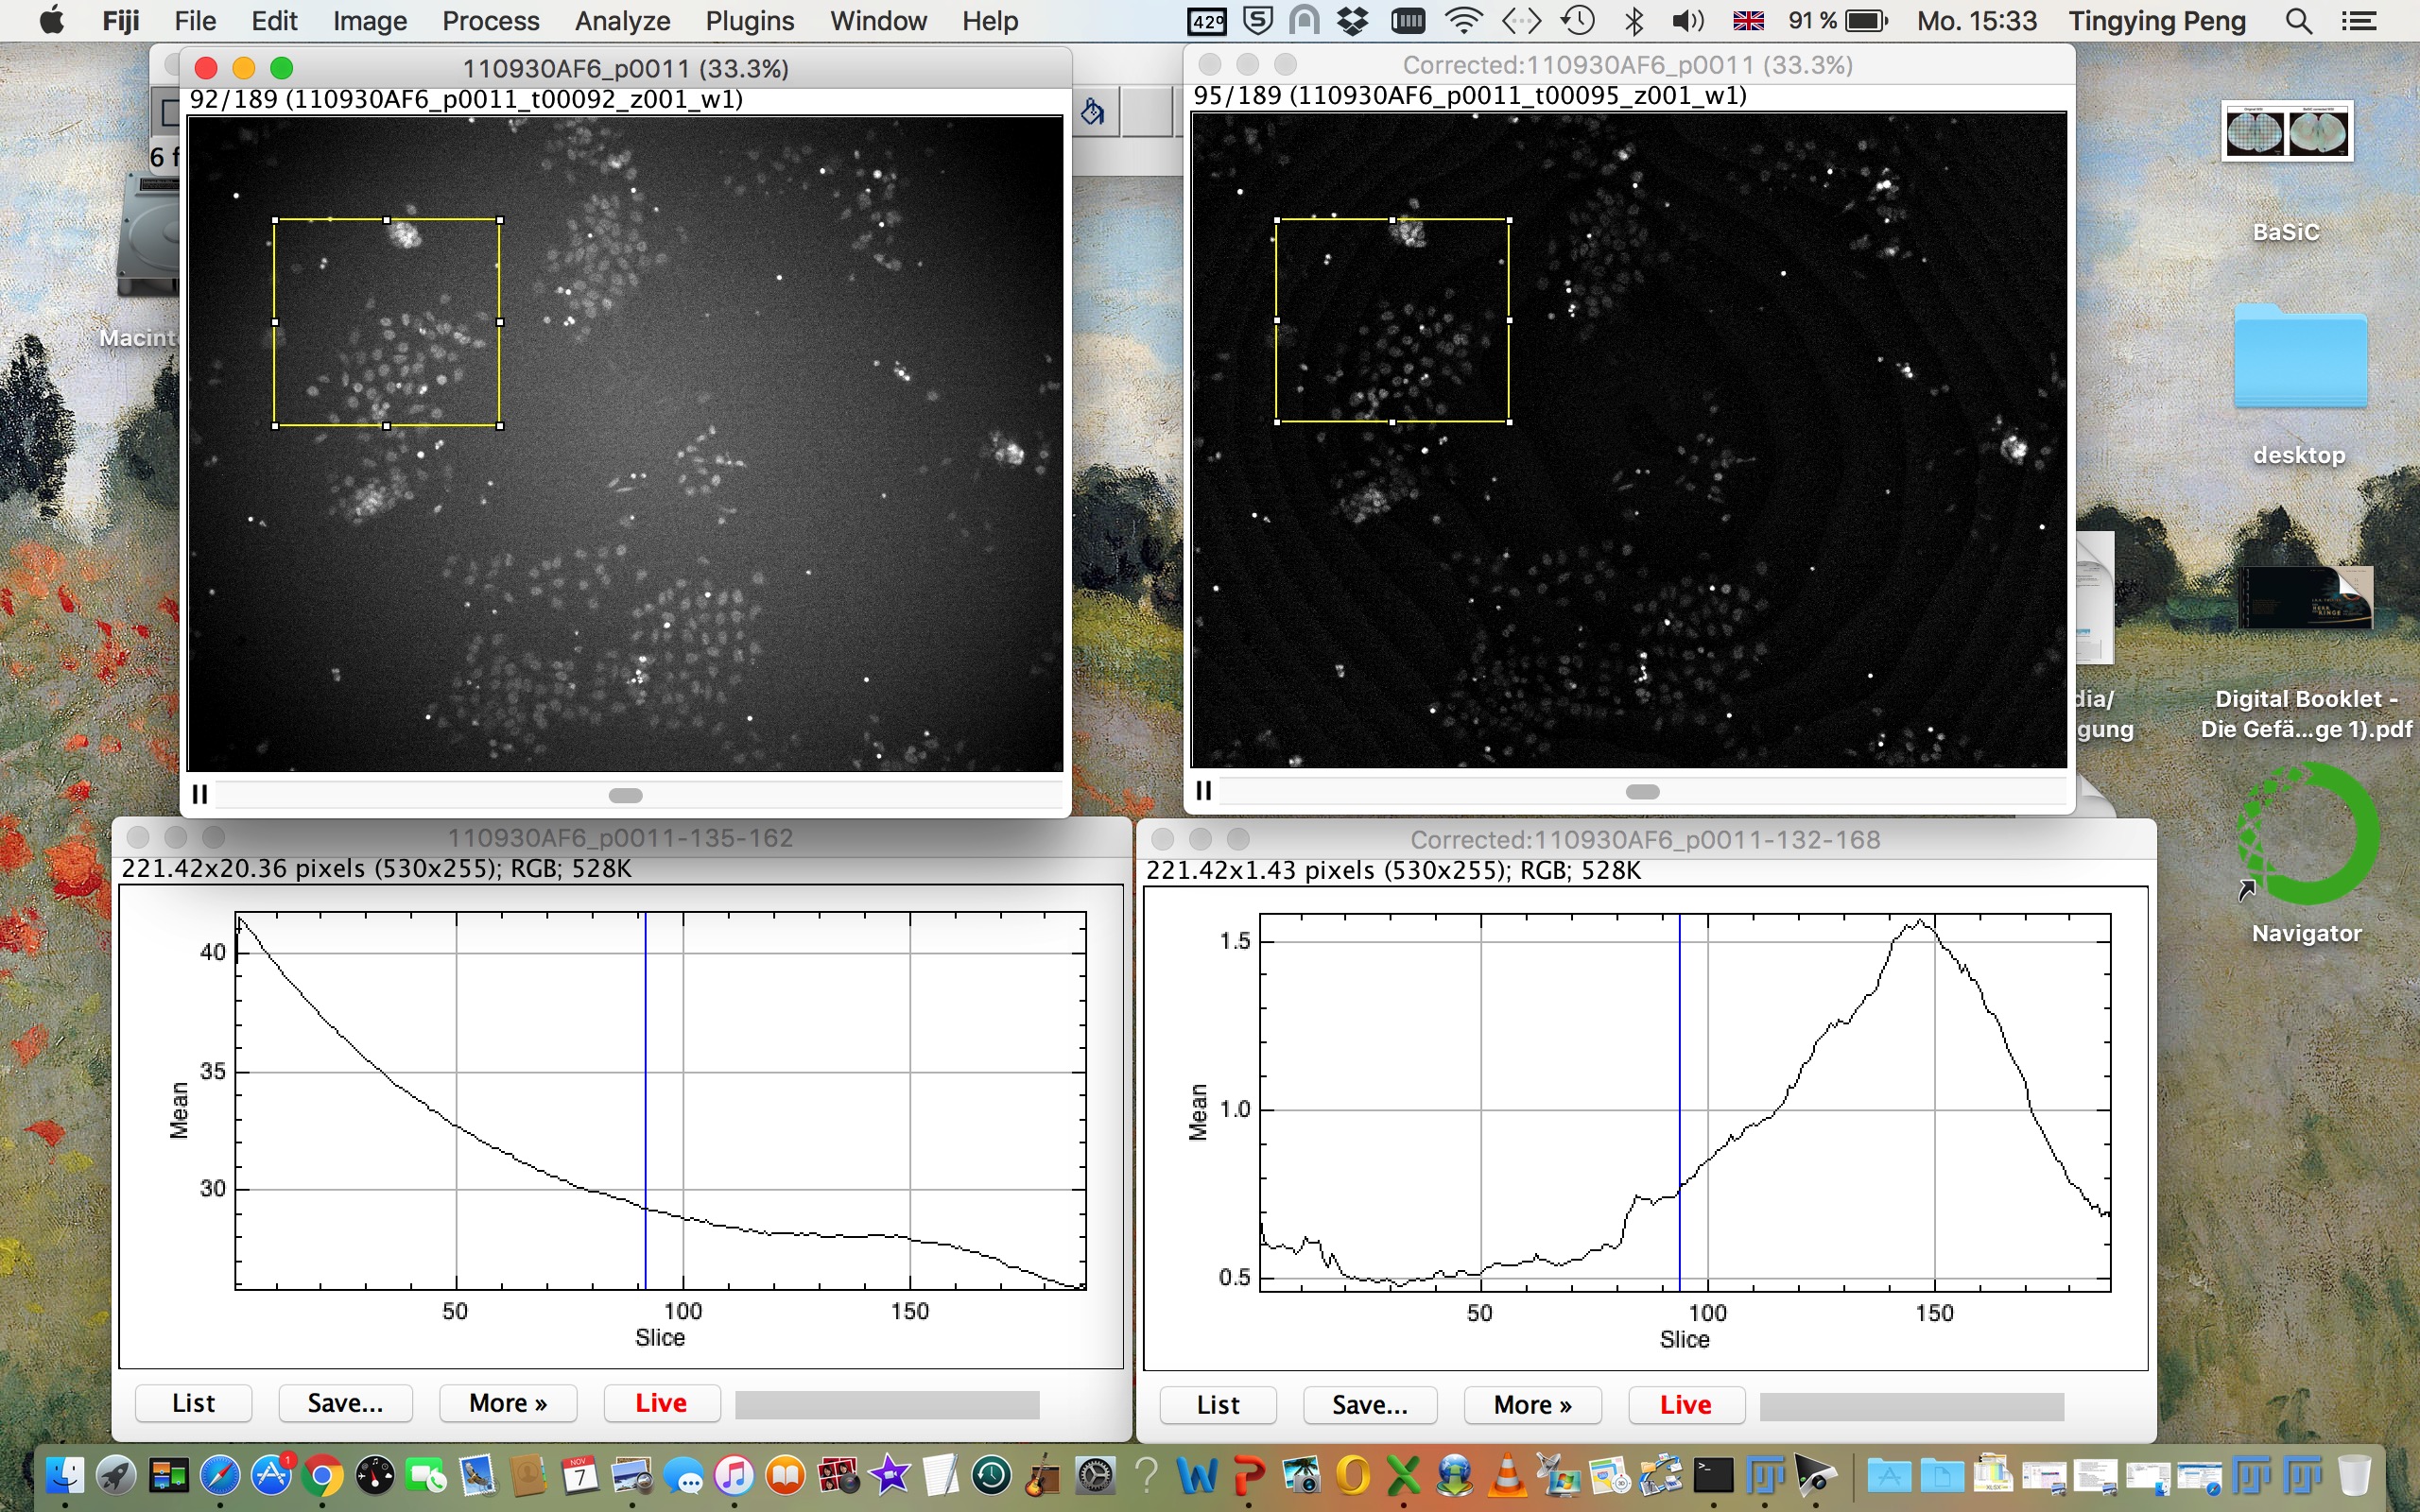 Fiji File Edit Image Process Analyze Plugins Window Help 42° S 91 % Mo. 15:33 Tingying Peng
110930AF6_p0011 (33.3%)
92/189 (110930AF6_p0011_t00092_z001_w1)
6 f
Corrected:110930AF6_p0011 (33.3%)
95/189 (110930AF6_p0011_t00095_z001_w1)
BaSiC
Macint
desktop
dia/
gung
Digital Booklet -
Die Gefä...ge 1).pdf
Navigator
110930AF6_p0011-135-162
221.42x20.36 pixels (530x255); RGB; 528K
40
35
30
Mean
50 100 150
Slice
List Save... More » Live
Corrected:110930AF6_p0011-132-168
221.42x1.43 pixels (530x255); RGB; 528K
1.5
1.0
0.5
Mean
50 100 150
Slice
List Save... More » Live
1
NOV
7